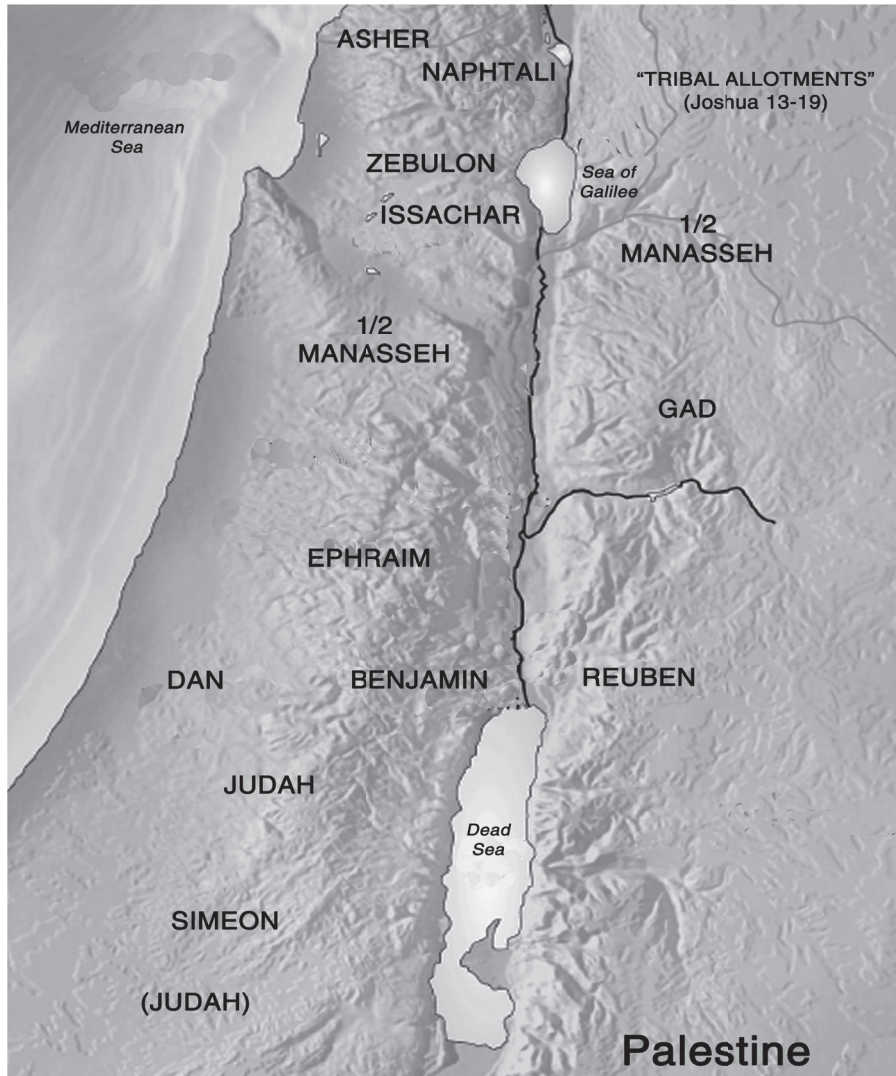 ASHER
NAPHTALI
“TRIBAL ALLOTMENTS”
(Joshua 13-19)
Mediterranean
Sea
ZEBULON
Sea of
Galilee
ISSACHAR
1/2
MANASSEH
1/2
MANASSEH
GAD
EPHRAIM
DAN
BENJAMIN
REUBEN
JUDAH
Dead
Sea
SIMEON
(JUDAH)
Palestine